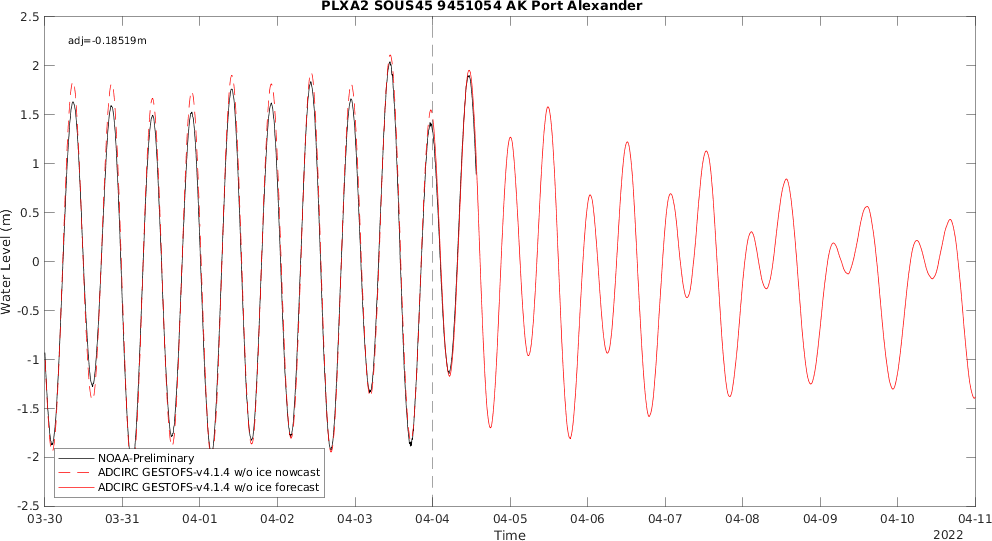 PLXA2 SOUS45 9451054 AK Port Alexander
adj=-0.18519m
2.5
2
1.5
1
0.5
0
-0.5
-1
-1.5
-2
-2.5
Water Level (m)
NOAA-Preliminary
ADCIRC GESTOFS-v4.1.4 w/o ice nowcast
ADCIRC GESTOFS-v4.1.4 w/o ice forecast
03-30 03-31 04-01 04-02 04-03 04-04 04-05 04-06 04-07 04-08 04-09 04-10 04-11
Time
2022